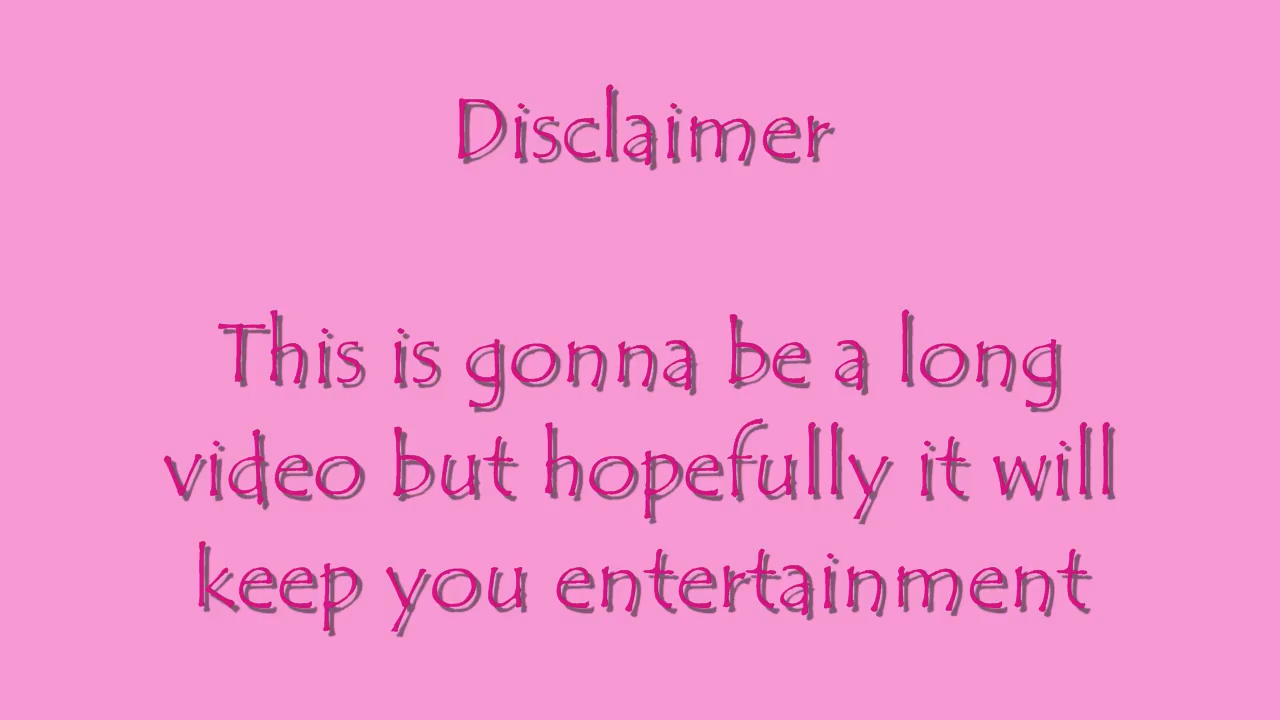 Disclaimer
This is gonna be a long
video but hopefully it will
keep you entertainment